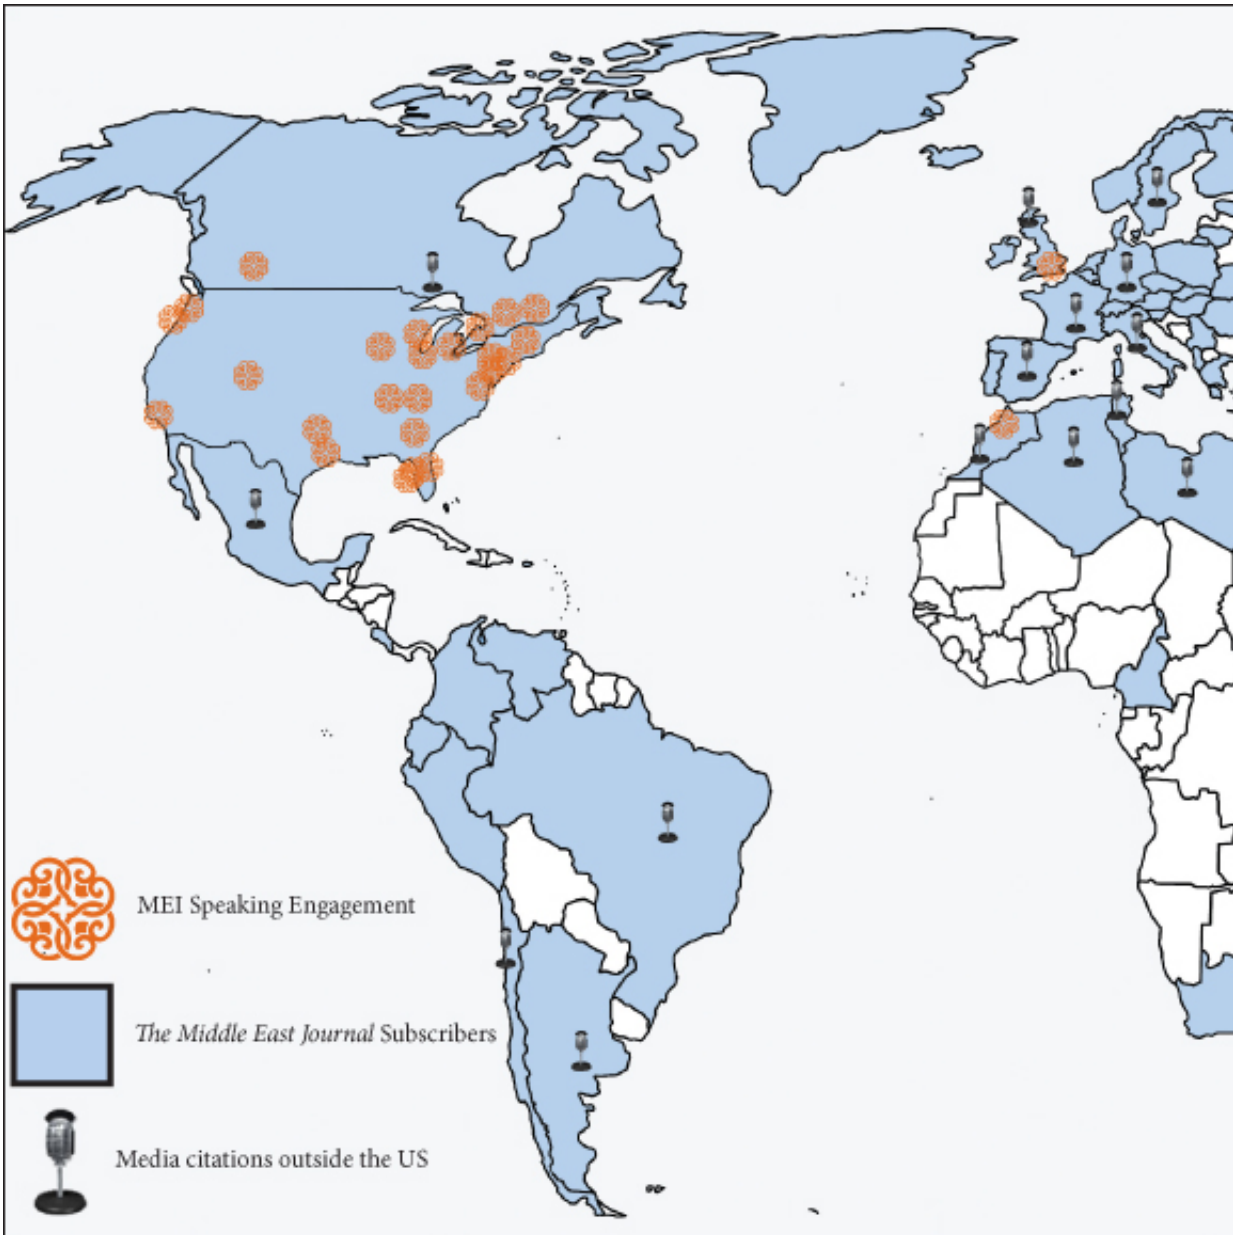 MEI Speaking Engagement
The Middle East Journal Subscribers
Media citations outside the US